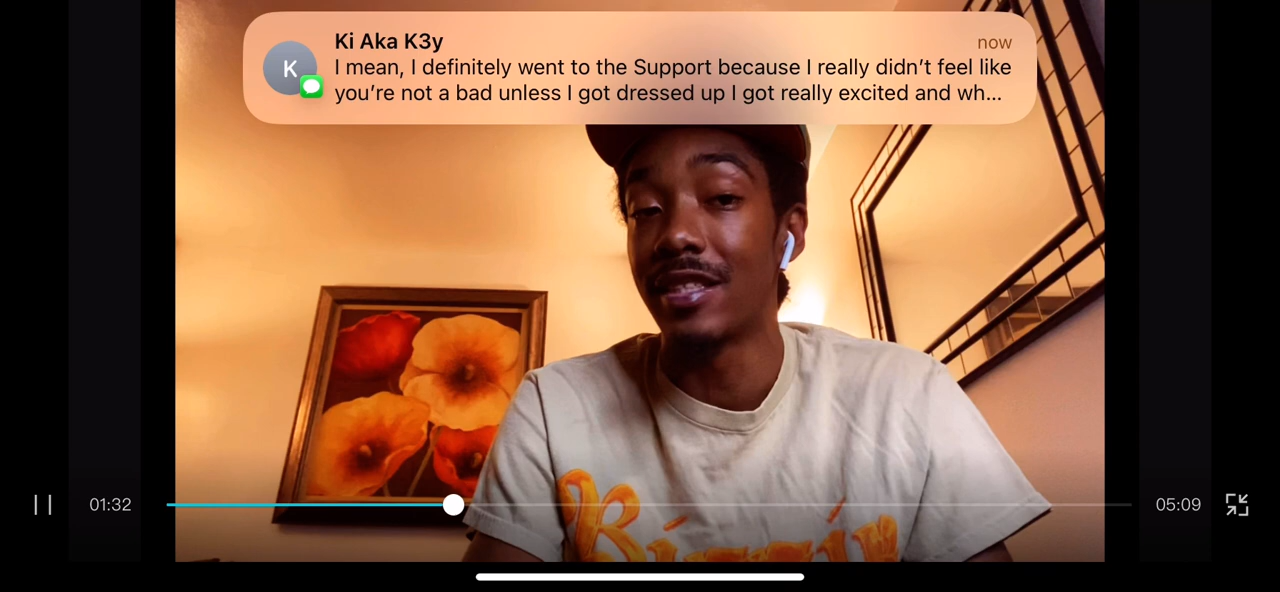 Ki Aka K3y
now
K
I mean, I definitely went to the Support because I really didn’t feel like
you’re not a bad unless I got dressed up I got really excited and wh...
01:32
05:09